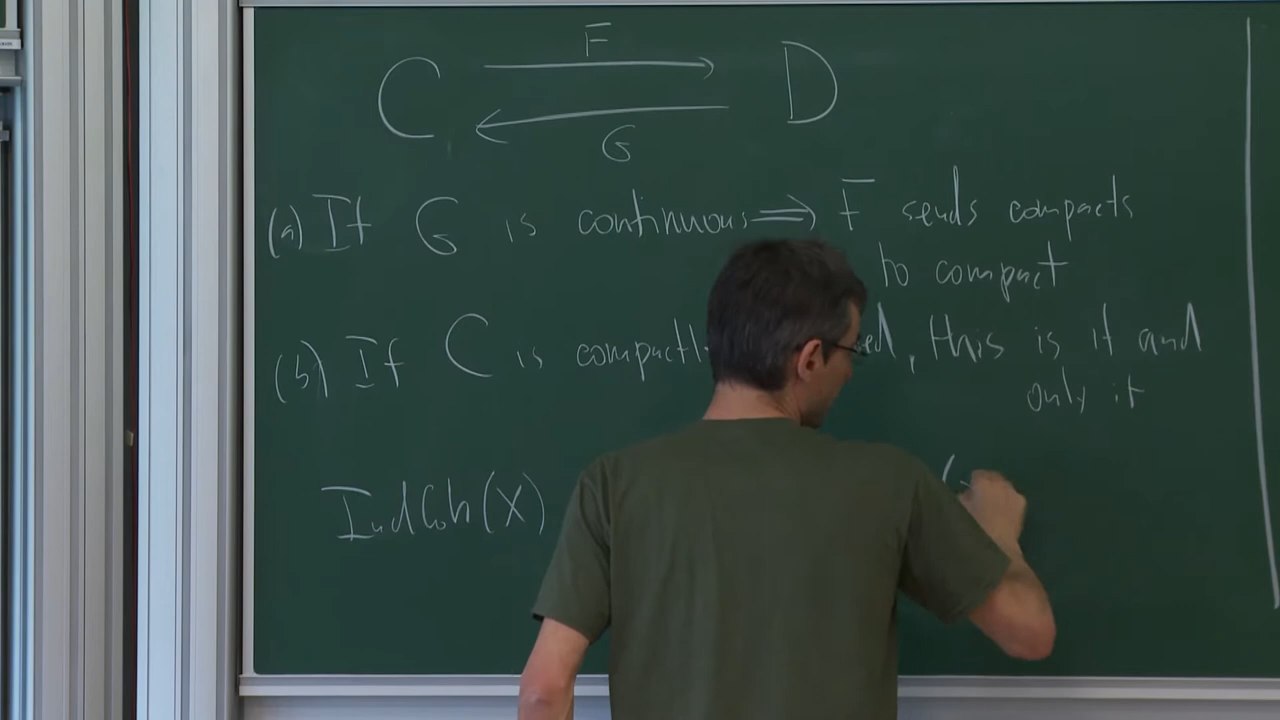 F
C D
G
(a) If G is continuous ⟹ F sends compacts
to compact
(b) If C is compactl ed, this is if and
only if
IndCoh(X) (